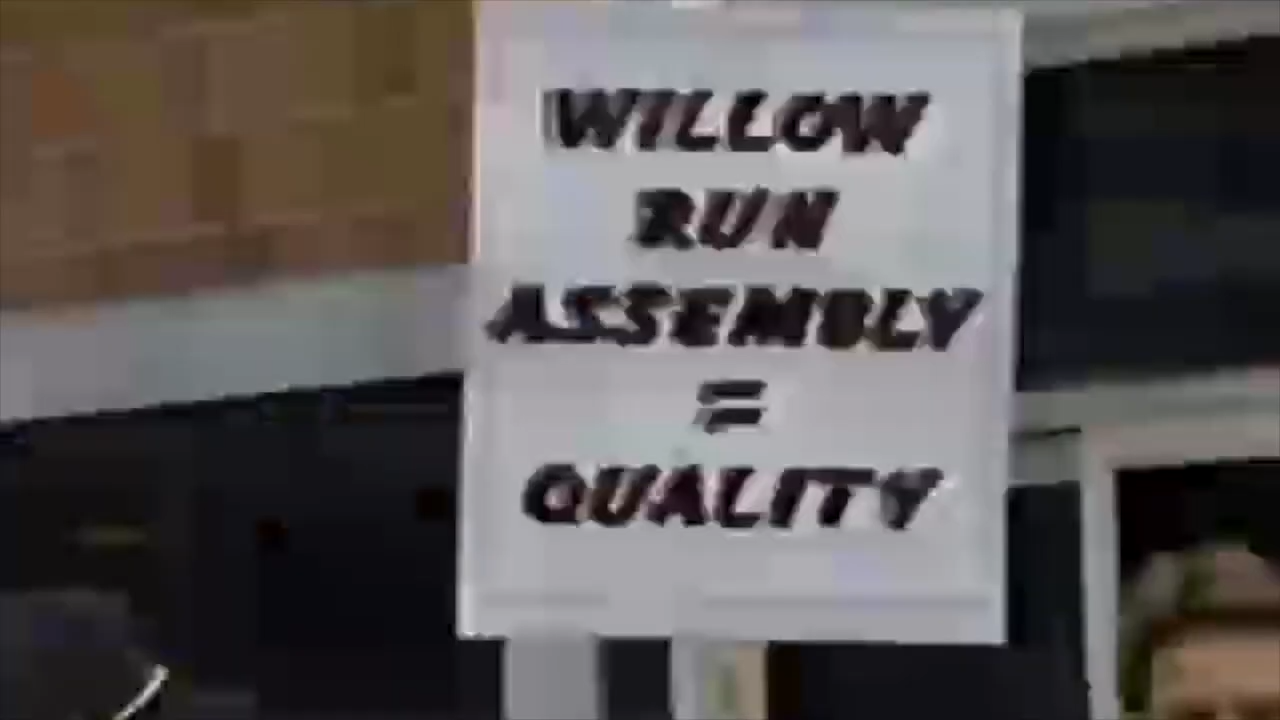 WILLOW
RUN
ASSEMBLY
=
QUALITY